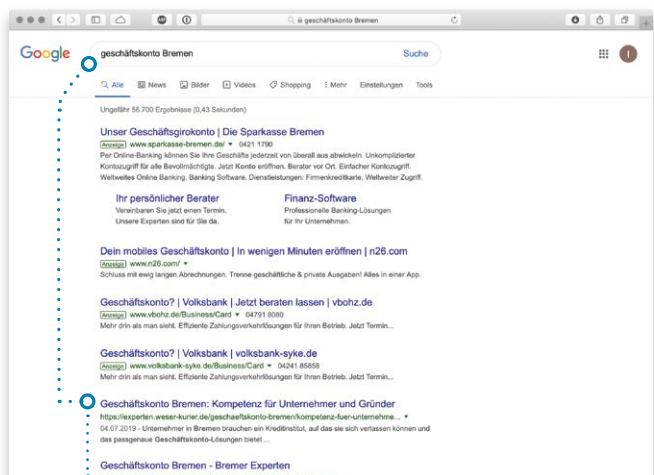 geschäftskonto Bremen
Google
geschäftskonto Bremen
Suche
I
Alle News Bilder Videos Shopping Mehr Einstellungen Tools
Ungefähr 56.700 Ergebnisse (0,43 Sekunden)
Unser Geschäftsgirokonto | Die Sparkasse Bremen
Anzeige www.sparkasse-bremen.de/ 0421 1790
Per Online-Banking können Sie Ihre Geschäfte jederzeit von überall aus abwickeln. Unkomplizierter
Kontozugriff für alle Bevollmächtigte. Jetzt Konto eröffnen. Berater vor Ort. Einfacher Kontozugriff.
Weltweites Online Banking. Banking Software. Dienstleistungen: Firmenkreditkarte, Weltweiter Zugriff.
Ihr persönlicher Berater
Vereinbaren Sie jetzt einen Termin.
Unsere Experten sind für Sie da.
Finanz-Software
Professionelle Banking-Lösungen
für Ihr Unternehmen.
Dein mobiles Geschäftskonto | In wenigen Minuten eröffnen | n26.com
Anzeige www.n26.com/
Schluss mit ewig langen Abrechnungen. Trenne geschäftliche & private Ausgaben! Alles in einer App.
Geschäftskonto? | Volksbank | Jetzt beraten lassen | vbohz.de
Anzeige www.vbohz.de/Business/Card 04791 8080
Mehr drin als man sieht. Effiziente Zahlungsverkehrlösungen für Ihren Betrieb. Jetzt Termin...
Geschäftskonto? | Volksbank | volksbank-syke.de
Anzeige www.volksbank-syke.de/Business/Card 04241 85858
Mehr drin als man sieht. Effiziente Zahlungsverkehrlösungen für Ihren Betrieb. Jetzt Termin...
Geschäftskonto Bremen: Kompetenz für Unternehmer und Gründer
https://experten.weser-kurier.de/geschaeftskonto-bremen/kompetenz-fuer-unternehme...
04.07.2019 - Unternehmer in Bremen brauchen ein Kreditinstitut, auf das sie sich verlassen können und
das passgenaue Geschäftskonto-Lösungen bietet ...
Geschäftskonto Bremen - Bremer Experten